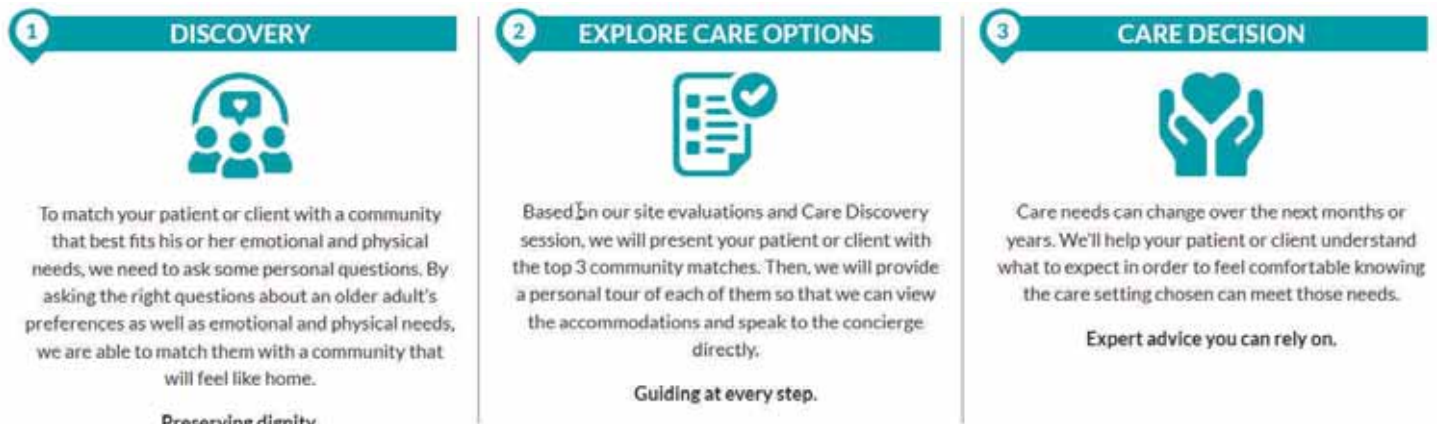 1
DISCOVERY
To match your patient or client with a community
that best fits his or her emotional and physical
needs, we need to ask some personal questions. By
asking the right questions about an older adult's
preferences as well as emotional and physical needs,
we are able to match them with a community that
will feel like home.
Preserving dignity
2
EXPLORE CARE OPTIONS
Based on our site evaluations and Care Discovery
session, we will present your patient or client with
the top 3 community matches. Then, we will provide
a personal tour of each of them so that we can view
the accommodations and speak to the concierge
directly.
Guiding at every step.
3
CARE DECISION
Care needs can change over the next months or
years. We'll help your patient or client understand
what to expect in order to feel comfortable knowing
the care setting chosen can meet those needs.
Expert advice you can rely on.